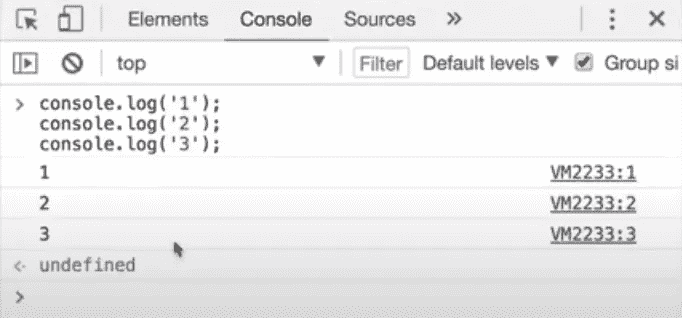 Elements Console Sources »
top ▼ Filter Default levels ▼ Group si
> console.log('1');
console.log('2');
console.log('3');
1 VM2233:1
2 VM2233:2
3 VM2233:3
<· undefined
>